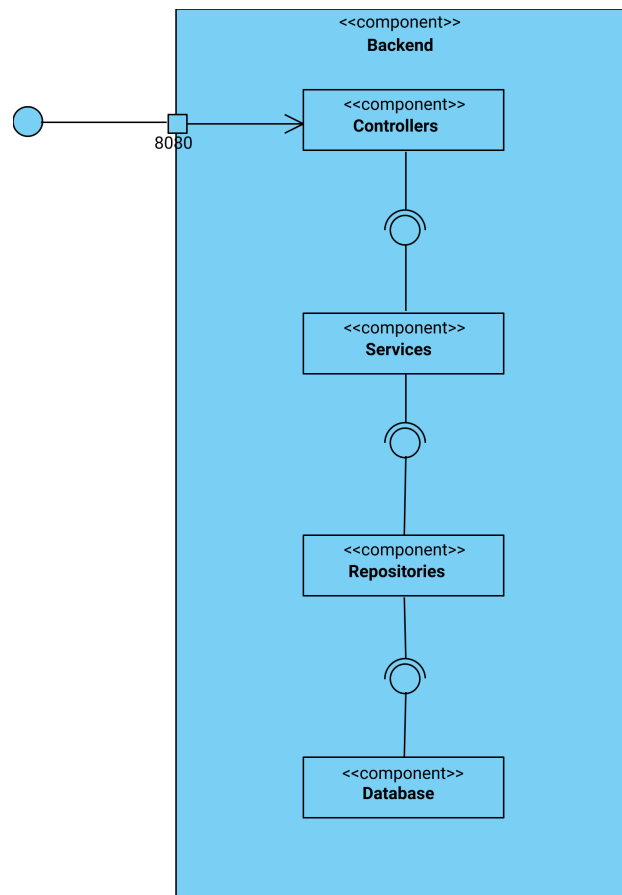 <<component>>
Backend
<<component>>
Controllers
8080
<<component>>
Services
<<component>>
Repositories
<<component>>
Database